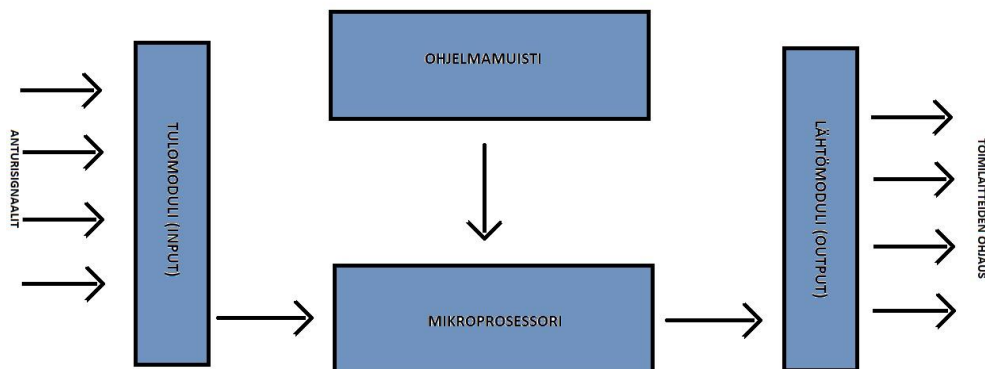 ANTURISIGNAALIT
TULOMODULI (INPUT)
OHJELMAMUISTI
MIKROPROSESSORI
LÄHTÖMODULI (OUTPUT)
TOIMILAITTEIDEN OHJAUS